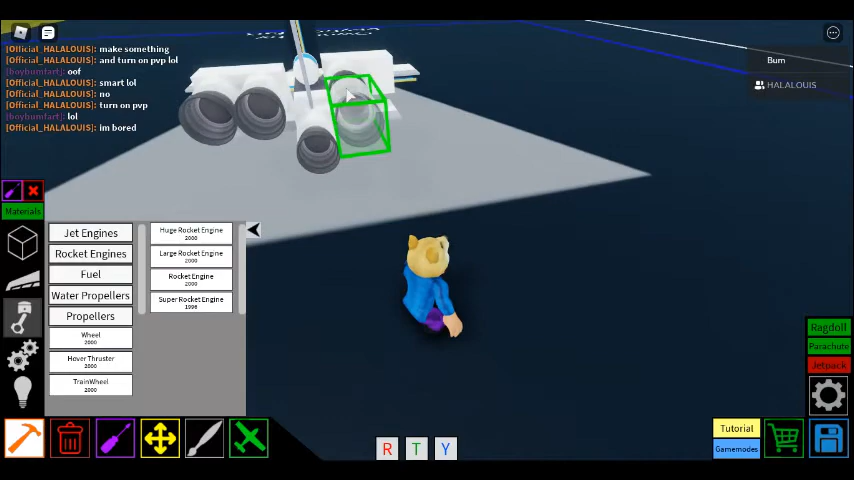 [Official_HALALOUIS]: make something
[Official_HALALOUIS]: and turn on pvp lol
[boybumfart]: oof
[Official_HALALOUIS]: smart lol
[Official_HALALOUIS]: no
[Official_HALALOUIS]: turn on pvp
[boybumfart]: lol
[Official_HALALOUIS]: im bored
Bum
HALALOUIS
Materials
Jet Engines
Rocket Engines
Fuel
Water Propellers
Propellers
Wheel
2000
Hover Thruster
2000
TrainWheel
2000
Huge Rocket Engine
2000
Large Rocket Engine
2000
Rocket Engine
2000
Super Rocket Engine
1996
Ragdoll
Parachute
Jetpack
Tutorial
Gamemodes
R T Y